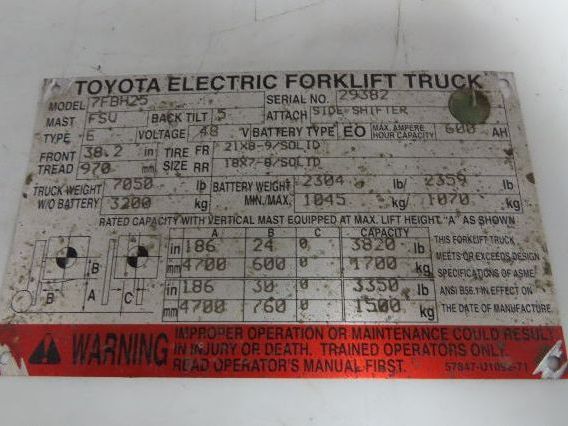 TOYOTA ELECTRIC FORKLIFT TRUCK
MODEL 7FBH25 SERIAL NO. 29382
MAST FSV BACK TILT 5 ATTACH SIDE SHIFTER
TYPE E VOLTAGE 48 V BATTERY TYPE EO MAX. AMPERE HOUR CAPACITY 600 AH
FRONT TREAD 38.2 in TIRE SIZE FR 21X8-9/SOLID
970 mm RR 18X7-8/SOLID
TRUCK WEIGHT 7050 lb BATTERY WEIGHT 2304 lb/ 2359 lb
W/O BATTERY 3200 kg MIN./MAX. 1045 kg/ 1070 kg
RATED CAPACITY WITH VERTICAL MAST EQUIPPED AT MAX. LIFT HEIGHT, "A" AS SHOWN
A B C CAPACITY
in 186 24 0 3820 lb
mm 4700 600 0 1700 kg
in 186 30 0 3350 lb
mm 4700 760 0 1500 kg
B A B C
THIS FORKLIFT TRUCK
MEETS OR EXCEEDS DESIGN
SPECIFICATIONS OF ASME
ANSI B56.1 IN EFFECT ON
THE DATE OF MANUFACTURE.
WARNING
IMPROPER OPERATION OR MAINTENANCE COULD RESULT
IN INJURY OR DEATH. TRAINED OPERATORS ONLY.
READ OPERATOR'S MANUAL FIRST.